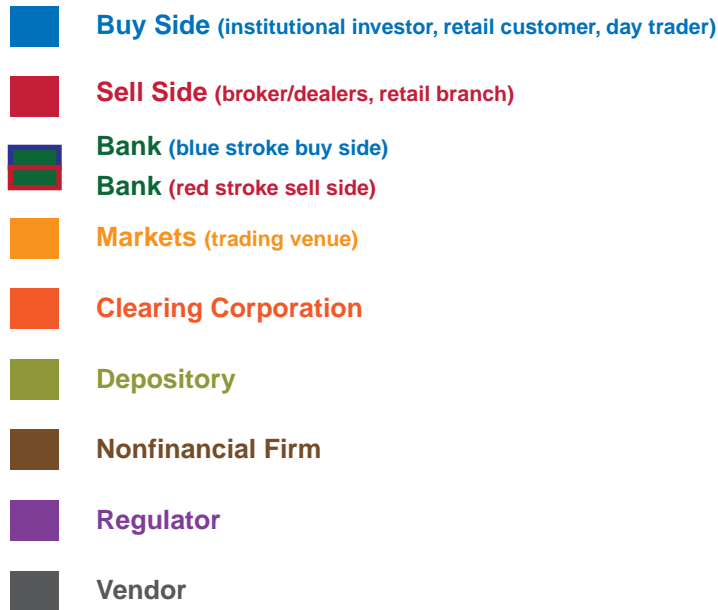 Buy Side (institutional investor, retail customer, day trader)
Sell Side (broker/dealers, retail branch)
Bank (blue stroke buy side)
Bank (red stroke sell side)
Markets (trading venue)
Clearing Corporation
Depository
Nonfinancial Firm
Regulator
Vendor